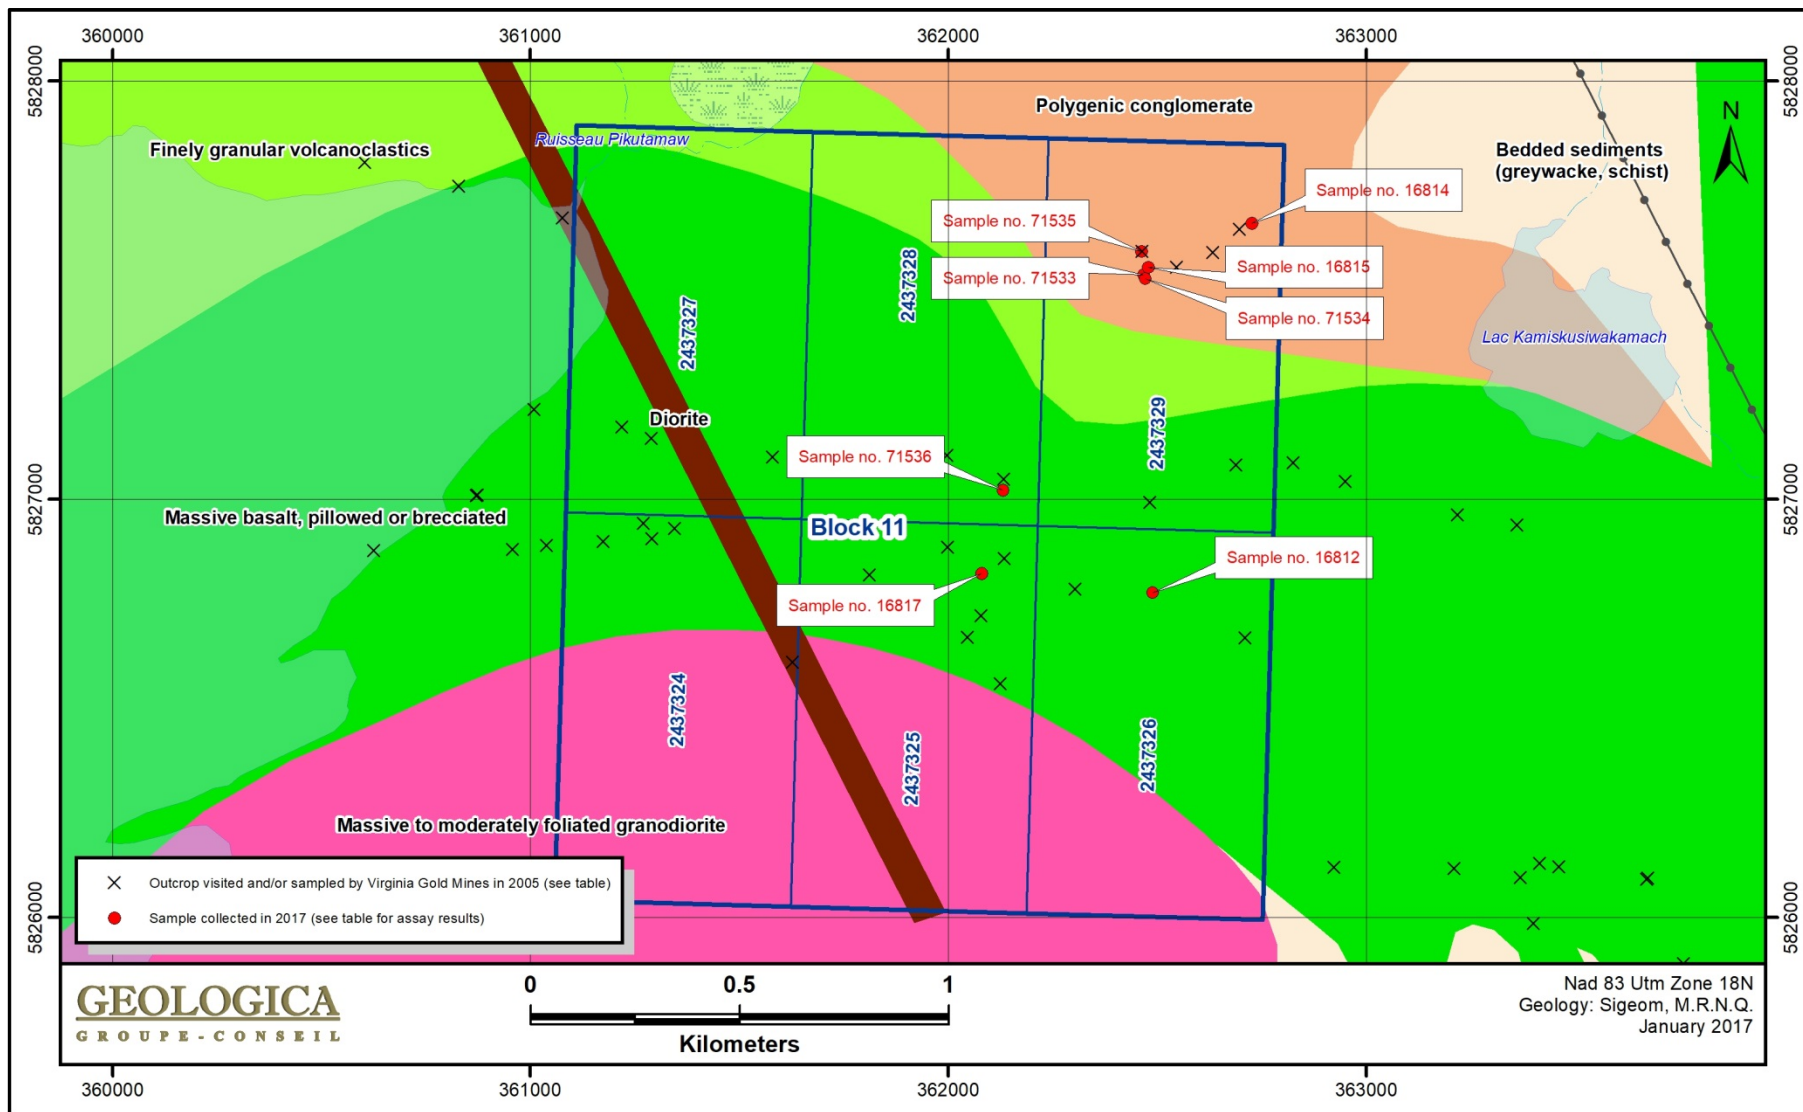 360000
361000
362000
363000
5828000
5828000
Polygenic conglomerate
N
Finely granular volcanoclastics
Ruisseau Pikutamaw
Bedded sediments
(greywacke, schist)
Sample no. 16814
Sample no. 71535
2437328
Sample no. 16815
Sample no. 71533
Sample no. 71534
2437327
Lac Kamiskusiwakamach
Diorite
2437329
Sample no. 71536
5827000
5827000
Massive basalt, pillowed or brecciated
Block 11
Sample no. 16812
Sample no. 16817
2437324
2437325
2437326
Massive to moderately foliated granodiorite
Outcrop visited and/or sampled by Virginia Gold Mines in 2005 (see table)
Sample collected in 2017 (see table for assay results)
5826000
5826000
GEOLOGICA
GROUPE-CONSEIL
0
0.5
1
Kilometers
Nad 83 Utm Zone 18N
Geology: Sigeom, M.R.N.Q.
January 2017
360000
361000
362000
363000